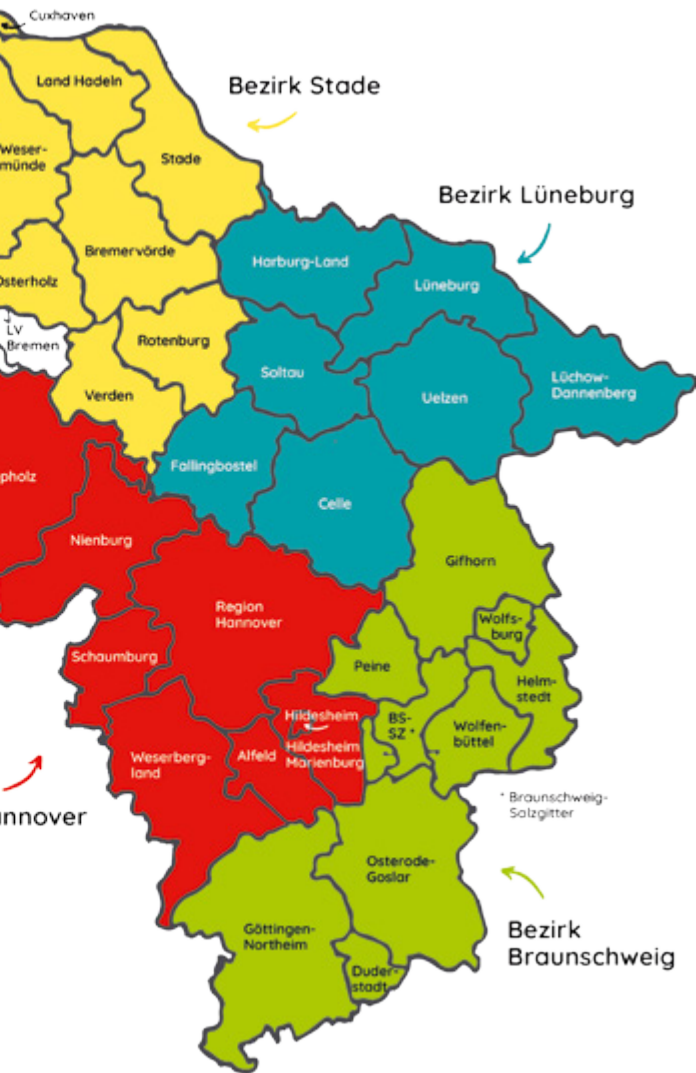 Cuxhaven
Land Hadeln
Bezirk Stade
Weser-
münde
Stade
Bezirk Lüneburg
Bremervörde
Harburg-Land
Osterholz
Lüneburg
LV
Bremen
Rotenburg
Soltau
Lüchow-
Dannenberg
Verden
Uelzen
Fallingbostel
pholz
Celle
Nienburg
Gifhorn
Region
Hannover
Wolfs-
burg
Schaumburg
Peine
Helm-
stedt
Hildesheim
BS-
SZ *
Wolfen-
büttel
Weserberg-
land
Alfeld
Hildesheim
Marienburg
annover
* Braunschweig-
Salzgitter
Osterode-
Goslar
Göttingen-
Northeim
Bezirk
Braunschweig
Duder-
stadt